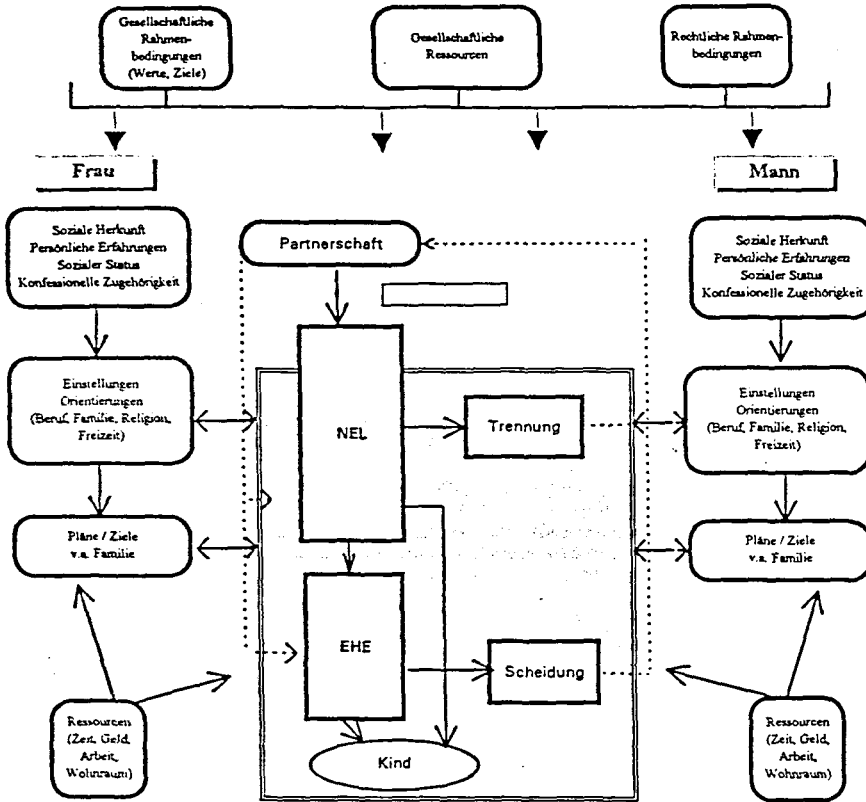 Gesellschaftliche
Rahmen-
bedingungen
(Werte, Ziele)
Gesellschaftliche
Ressourcen
Rechtliche Rahmen-
bedingungen
Frau
Mann
Soziale Herkunft
Persönliche Erfahrungen
Sozialer Status
Konfessionelle Zugehörigkeit
Partnerschaft
Soziale Herkunft
Persönliche Erfahrungen
Sozialer Status
Konfessionelle Zugehörigkeit
Einstellungen
Orientierungen
(Beruf, Familie, Religion,
Freizeit)
NEL
Trennung
Einstellungen
Orientierungen
(Beruf, Familie, Religion,
Freizeit)
Pläne / Ziele
v.a. Familie
Pläne / Ziele
v.a. Familie
EHE
Scheidung
Ressourcen
(Zeit, Geld,
Arbeit,
Wohnraum)
Kind
Ressourcen
(Zeit, Geld,
Arbeit,
Wohnraum)